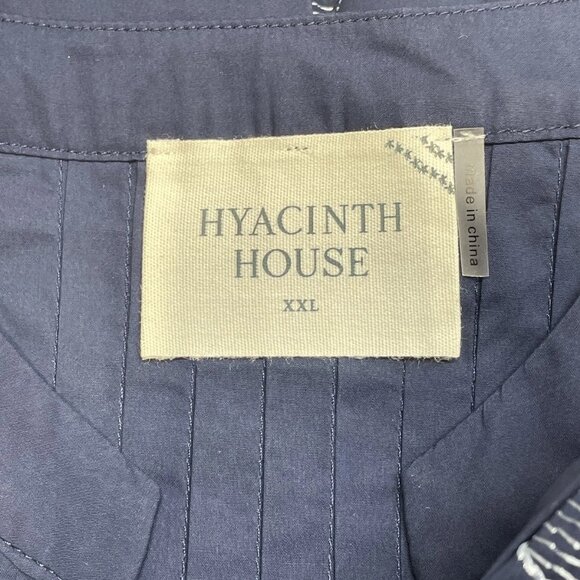 HYACINTH
HOUSE
XXL
made in china